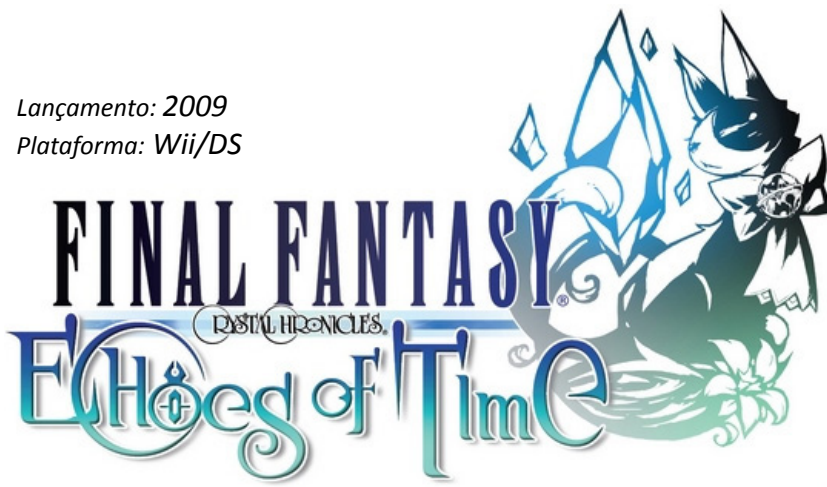 Lançamento: 2009
Plataforma: Wii/DS
FINAL FANTASY®
CRYSTAL CHRONICLES®
Echoes of Time